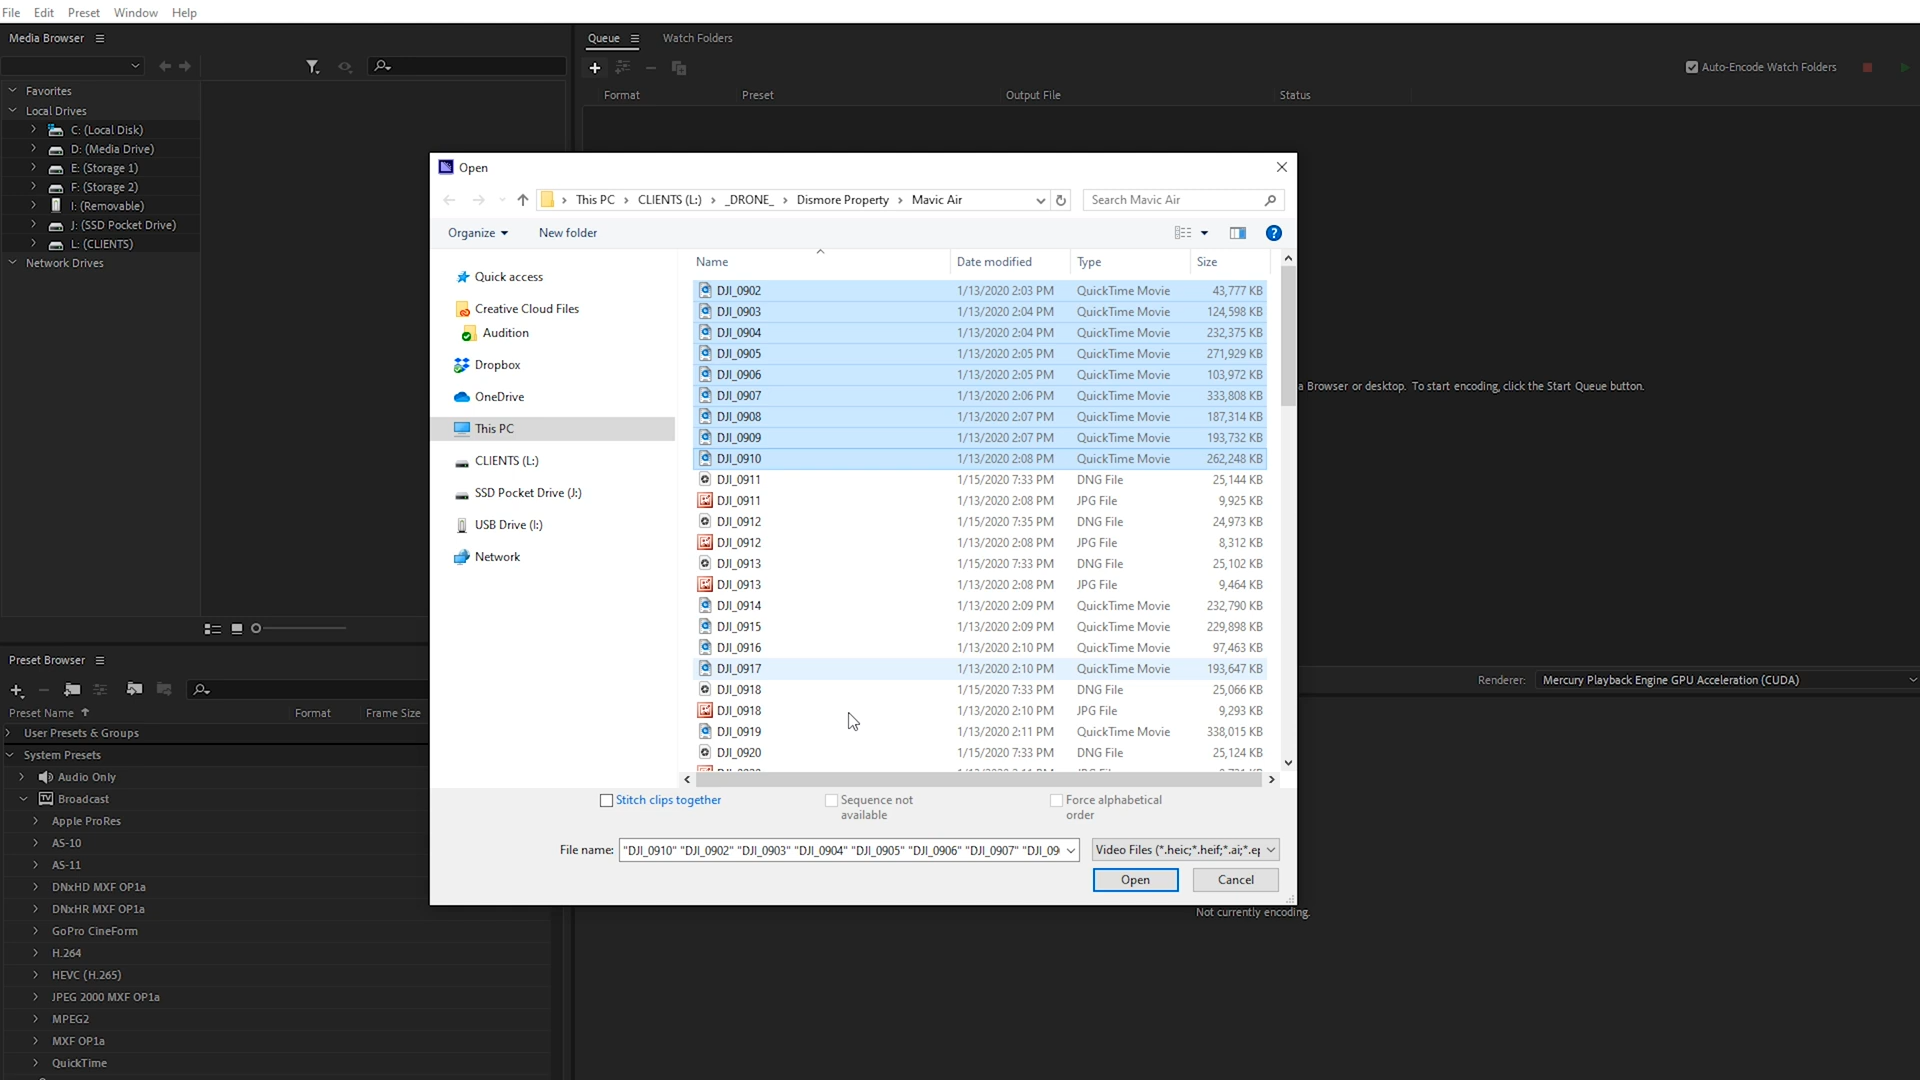 File Edit Preset Window Help
Media Browser
Queue Watch Folders
Auto-Encode Watch Folders
Format Preset Output File Status
Favorites
Local Drives
C: (Local Disk)
D: (Media Drive)
E: (Storage 1)
F: (Storage 2)
I: (Removable)
J: (SSD Pocket Drive)
L: (CLIENTS)
Network Drives
Open
This PC > CLIENTS (L:) > _DRONE_ > Dismore Property > Mavic Air
Search Mavic Air
Organize New folder
Quick access
Creative Cloud Files
Audition
Dropbox
OneDrive
This PC
CLIENTS (L:)
SSD Pocket Drive (J:)
USB Drive (I:)
Network
Name Date modified Type Size
DJI_0902 1/13/2020 2:03 PM QuickTime Movie 43,777 KB
DJI_0903 1/13/2020 2:04 PM QuickTime Movie 124,598 KB
DJI_0904 1/13/2020 2:04 PM QuickTime Movie 232,375 KB
DJI_0905 1/13/2020 2:05 PM QuickTime Movie 271,929 KB
DJI_0906 1/13/2020 2:05 PM QuickTime Movie 103,972 KB
DJI_0907 1/13/2020 2:06 PM QuickTime Movie 333,808 KB
DJI_0908 1/13/2020 2:07 PM QuickTime Movie 187,314 KB
DJI_0909 1/13/2020 2:07 PM QuickTime Movie 193,732 KB
DJI_0910 1/13/2020 2:08 PM QuickTime Movie 262,248 KB
DJI_0911 1/15/2020 7:33 PM DNG File 25,144 KB
DJI_0911 1/13/2020 2:08 PM JPG File 9,925 KB
DJI_0912 1/15/2020 7:35 PM DNG File 24,973 KB
DJI_0912 1/13/2020 2:08 PM JPG File 8,312 KB
DJI_0913 1/15/2020 7:33 PM DNG File 25,102 KB
DJI_0913 1/13/2020 2:08 PM JPG File 9,464 KB
DJI_0914 1/13/2020 2:09 PM QuickTime Movie 232,790 KB
DJI_0915 1/13/2020 2:09 PM QuickTime Movie 229,898 KB
DJI_0916 1/13/2020 2:10 PM QuickTime Movie 97,463 KB
DJI_0917 1/13/2020 2:10 PM QuickTime Movie 193,647 KB
DJI_0918 1/15/2020 7:33 PM DNG File 25,066 KB
DJI_0918 1/13/2020 2:10 PM JPG File 9,293 KB
DJI_0919 1/13/2020 2:11 PM QuickTime Movie 338,015 KB
DJI_0920 1/15/2020 7:33 PM DNG File 25,124 KB
Stitch clips together
Sequence not
available
Force alphabetical
order
File name: "DJI_0910" "DJI_0902" "DJI_0903" "DJI_0904" "DJI_0905" "DJI_0906" "DJI_0907" "DJI_09
Video Files (*.heic;*.heif;*.ai;*.ep
Open Cancel
a Browser or desktop. To start encoding, click the Start Queue button.
Renderer: Mercury Playback Engine GPU Acceleration (CUDA)
Not currently encoding.
Preset Browser
Preset Name Format Frame Size
User Presets & Groups
System Presets
Audio Only
Broadcast
Apple ProRes
AS-10
AS-11
DNxHD MXF OP1a
DNxHR MXF OP1a
GoPro CineForm
H.264
HEVC (H.265)
JPEG 2000 MXF OP1a
MPEG2
MXF OP1a
QuickTime